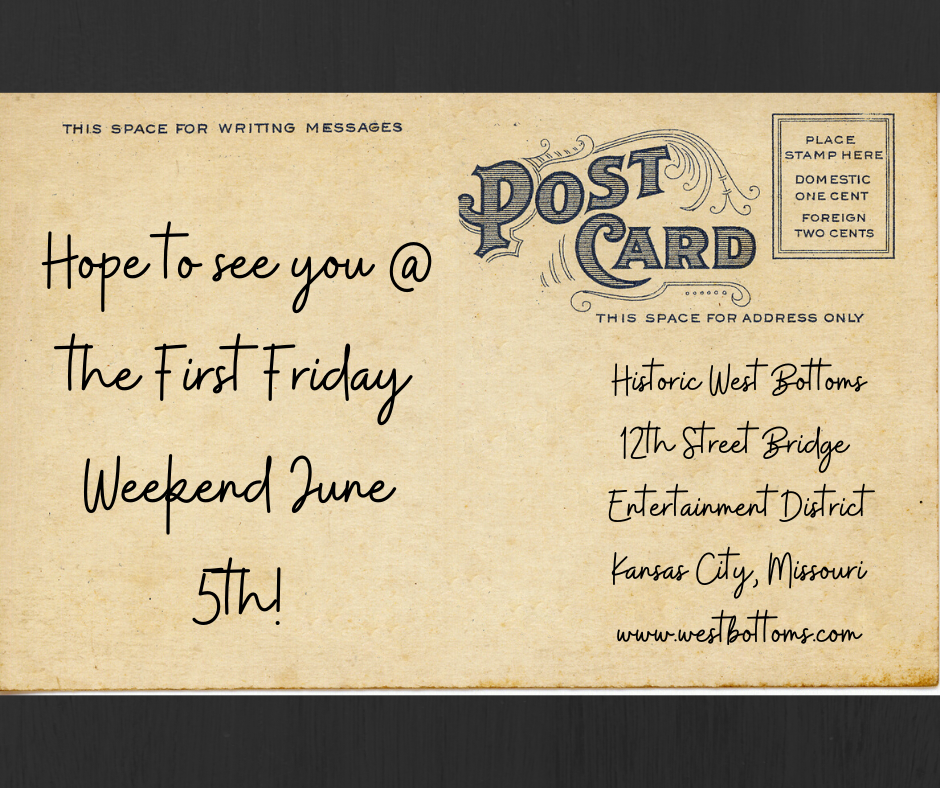 THIS SPACE FOR WRITING MESSAGES
Hope to see you @
the First Friday
Weekend June
5th!
POST
CARD
PLACE
STAMP HERE
DOMESTIC
ONE CENT
FOREIGN
TWO CENTS
THIS SPACE FOR ADDRESS ONLY
Historic West Bottoms
12th Street Bridge
Entertainment District
Kansas City, Missouri
www.westbottoms.com